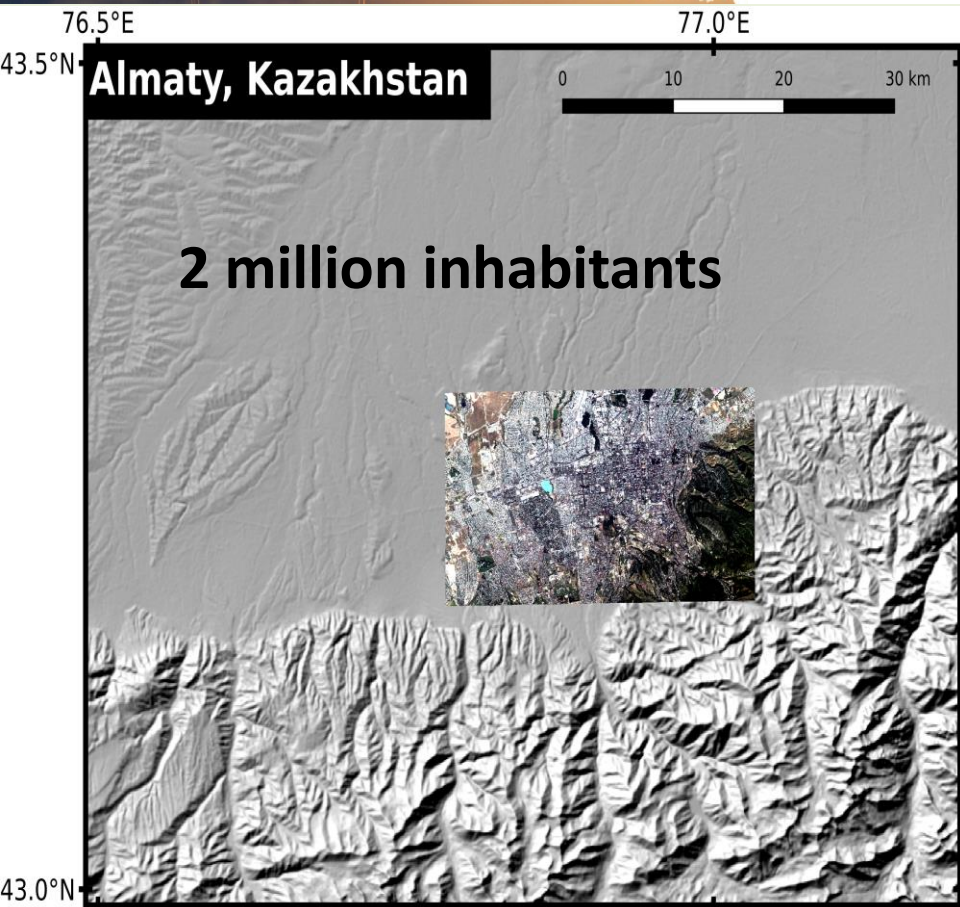 76.5°E 77.0°E
43.5°N
Almaty, Kazakhstan
0 10 20 30 km
2 million inhabitants
43.0°N